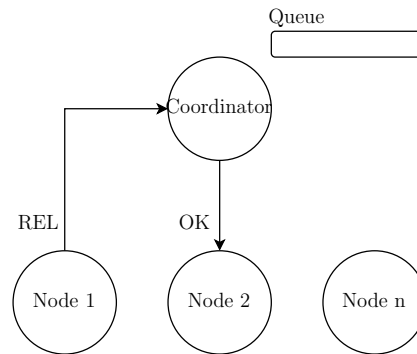 Queue
Coordinator
REL
OK
Node 1
Node 2
Node n